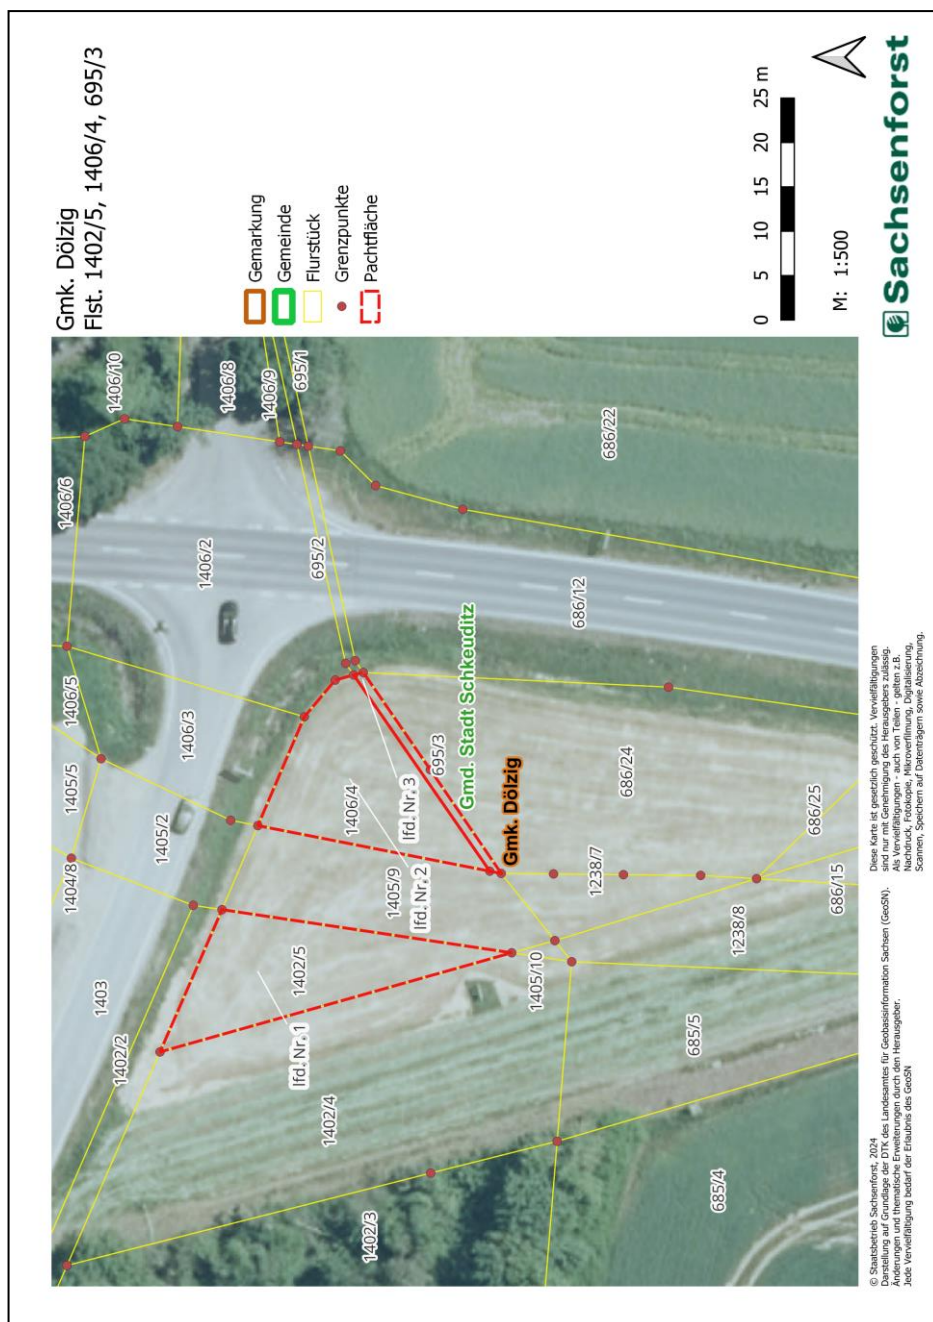 Gmk. Dölzig
Flst. 1402/5, 1406/4, 695/3
Gemarkung
Gemeinde
Flurstück
Grenzpunkte
Pachtfläche
0 5 10 15 20 25 m
M: 1:500
Sachsenforst
1406/10
1406/8
1406/9
695/1
686/22
1406/6
1406/2
695/2
686/12
1406/5
1406/3
1405/5
1405/2
1404/8
1406/4
695/3
Gmd. Stadt Schkeuditz
lfd. Nr. 3
Gmk. Dölzig
686/24
686/25
1405/9
lfd. Nr. 2
1238/7
1238/8
686/15
1403
1402/2
1402/5
lfd. Nr. 1
1405/10
1402/4
685/5
1402/3
685/4
© Staatsbetrieb Sachsenforst, 2024
Darstellung auf Grundlage der DTK des Landesamtes für Geobasisinformation Sachsen (GeoSN).
Änderungen und thematische Erweiterungen durch den Herausgeber.
Jede Vervielfältigung bedarf der Erlaubnis des GeoSN
Diese Karte ist gesetzlich geschützt. Vervielfältigungen
sind nur mit Genehmigung des Herausgebers zulässig.
Als Vervielfältigungen - auch von Teilen - gelten z.B.
Nachdruck, Fotokopie, Mikroverfilmung, Digitalisierung,
Scannen, Speichern auf Datenträgern sowie Abzeichnung.